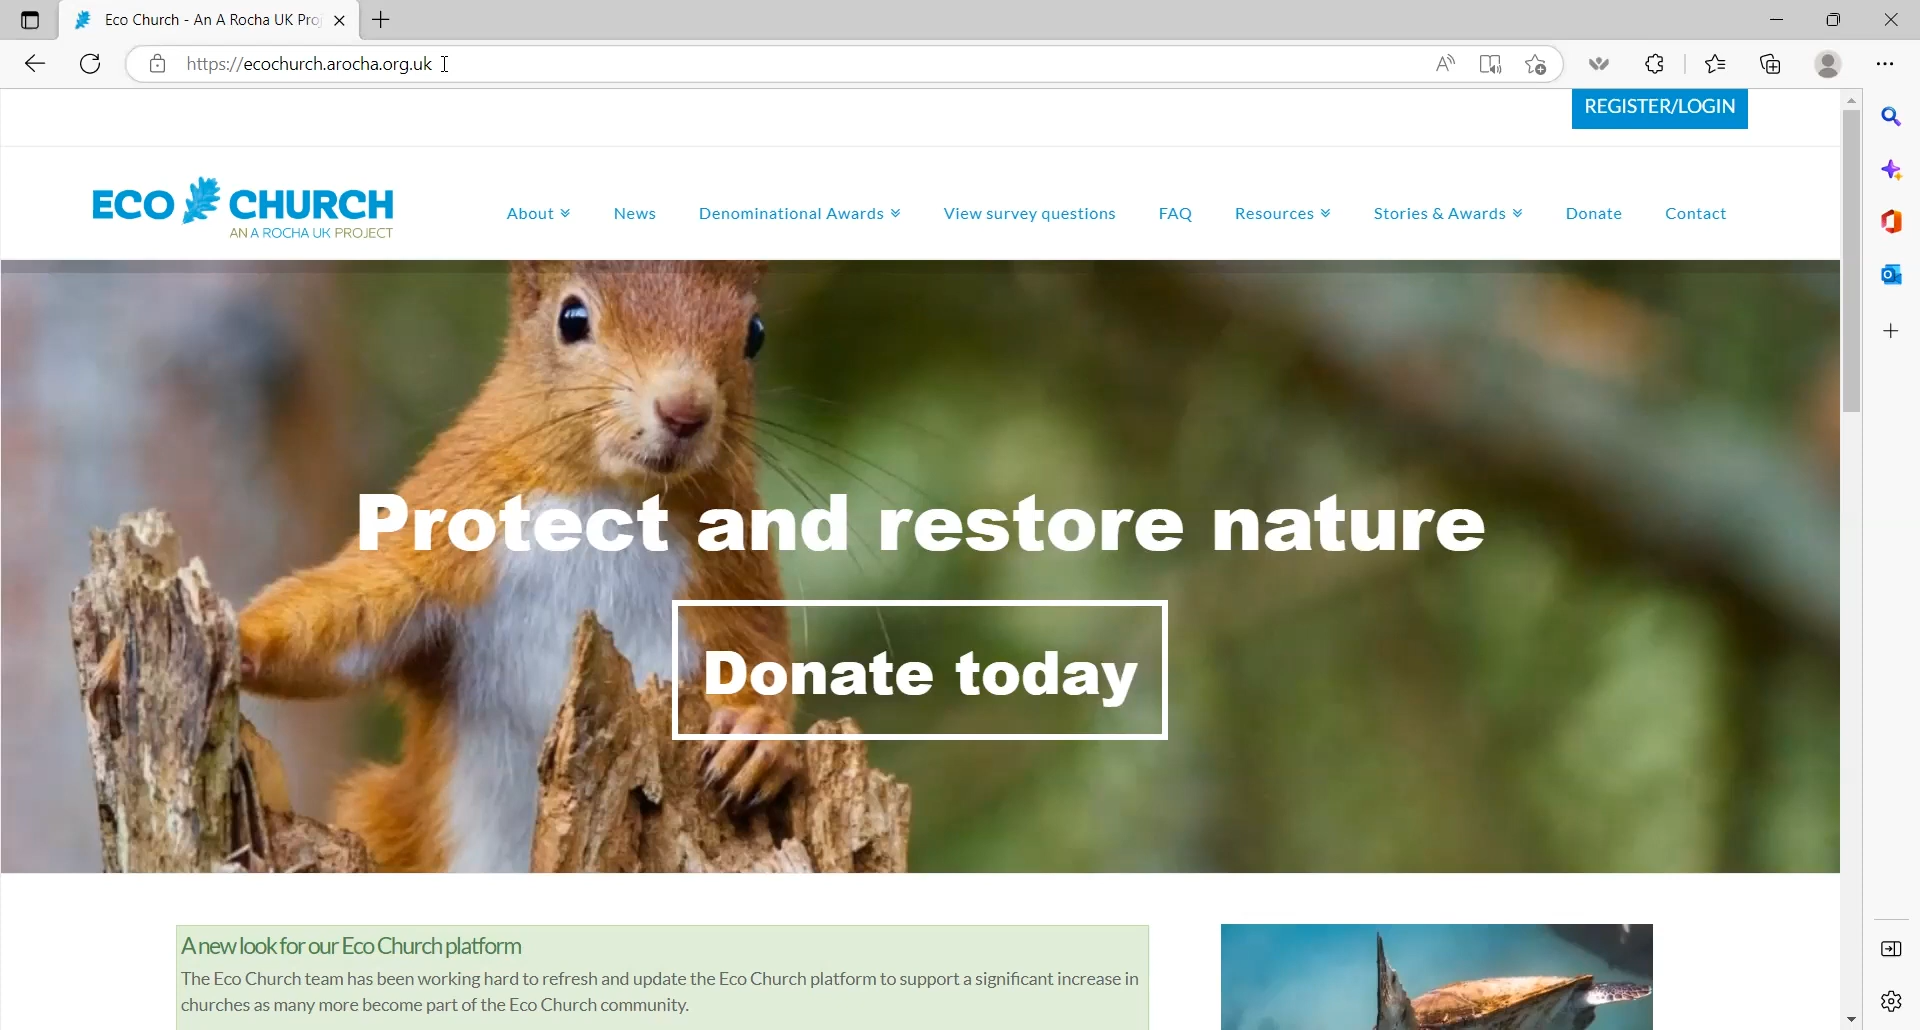 Eco Church - An A Rocha UK Pro
https://ecochurch.arocha.org.uk
REGISTER/LOGIN
ECO CHURCH
AN A ROCHA UK PROJECT
About
News
Denominational Awards
View survey questions
FAQ
Resources
Stories & Awards
Donate
Contact
Protect and restore nature
Donate today
A new look for our Eco Church platform
The Eco Church team has been working hard to refresh and update the Eco Church platform to support a significant increase in
churches as many more become part of the Eco Church community.